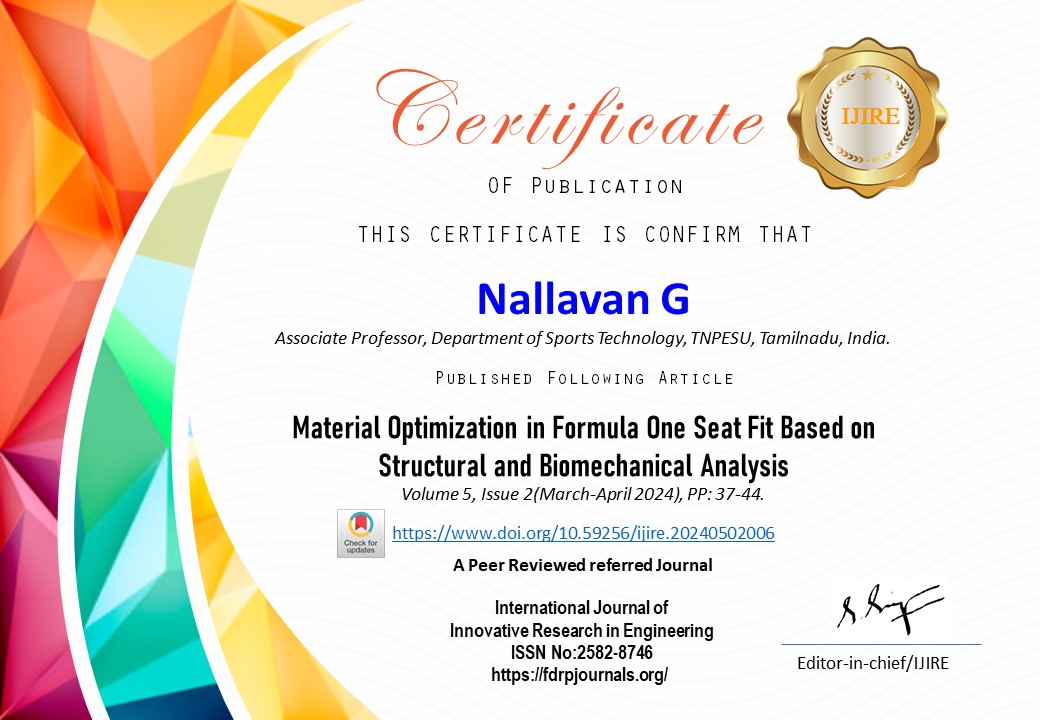 Certificate
IJIRE
OF Publication
THIS CERTIFICATE IS CONFIRM THAT
Nallavan G
Associate Professor, Department of Sports Technology, TNPESU, Tamilnadu, India.
Published Following Article
Material Optimization in Formula One Seat Fit Based on
Structural and Biomechanical Analysis
Volume 5, Issue 2(March-April 2024), PP: 37-44.
Check for
updates
https://www.doi.org/10.59256/ijire.20240502006
A Peer Reviewed referred Journal
International Journal of
Innovative Research in Engineering
ISSN No:2582-8746
https://fdrpjournals.org/
Editor-in-chief/IJIRE